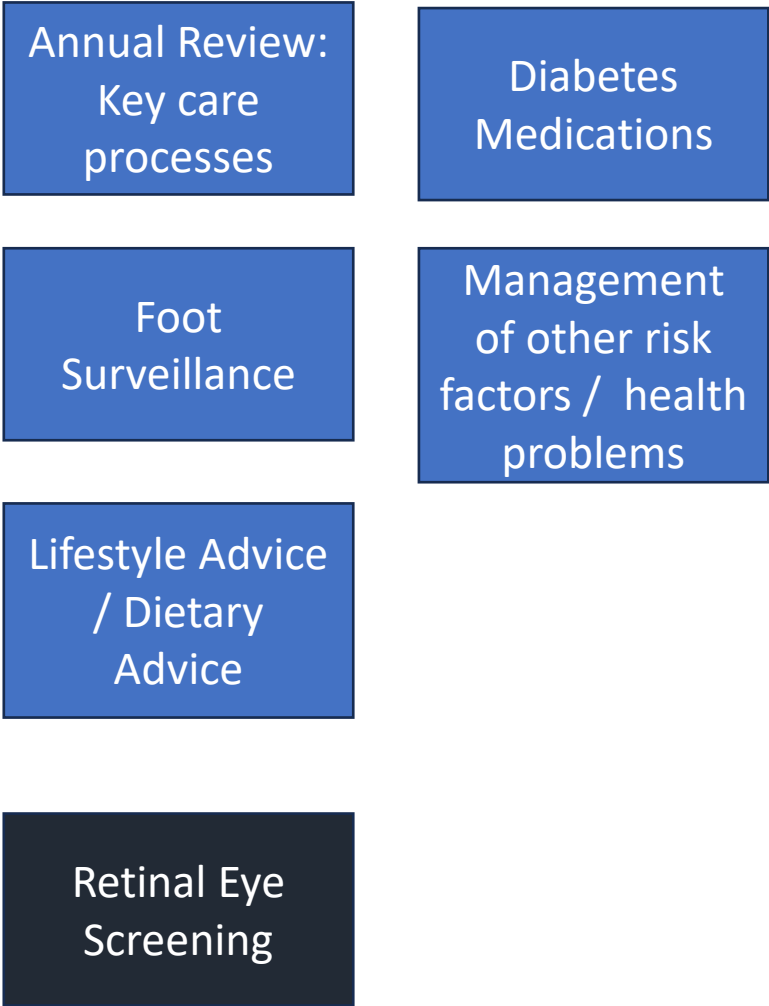 Annual Review:
Key care
processes
Diabetes
Medications
Foot
Surveillance
Management
of other risk
factors /  health
problems
Lifestyle Advice
/ Dietary
Advice
Retinal Eye
Screening